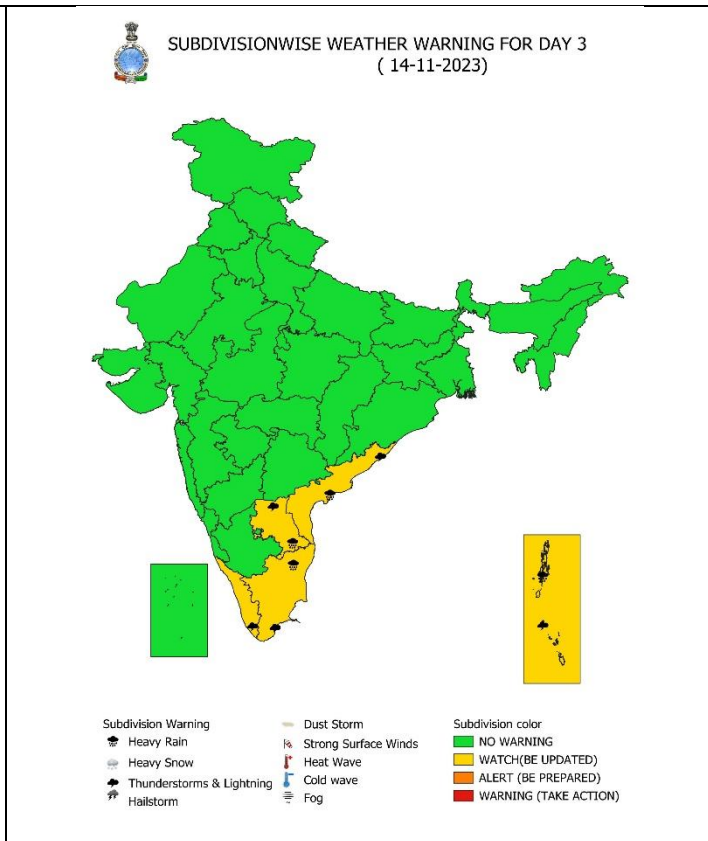 SUBDIVISIONWISE WEATHER WARNING FOR DAY 3
( 14-11-2023)
Subdivision Warning
Heavy Rain
Heavy Snow
Thunderstorms & Lightning
Hailstorm
Dust Storm
Strong Surface Winds
Heat Wave
Cold wave
Fog
Subdivision color
NO WARNING
WATCH(BE UPDATED)
ALERT (BE PREPARED)
WARNING (TAKE ACTION)